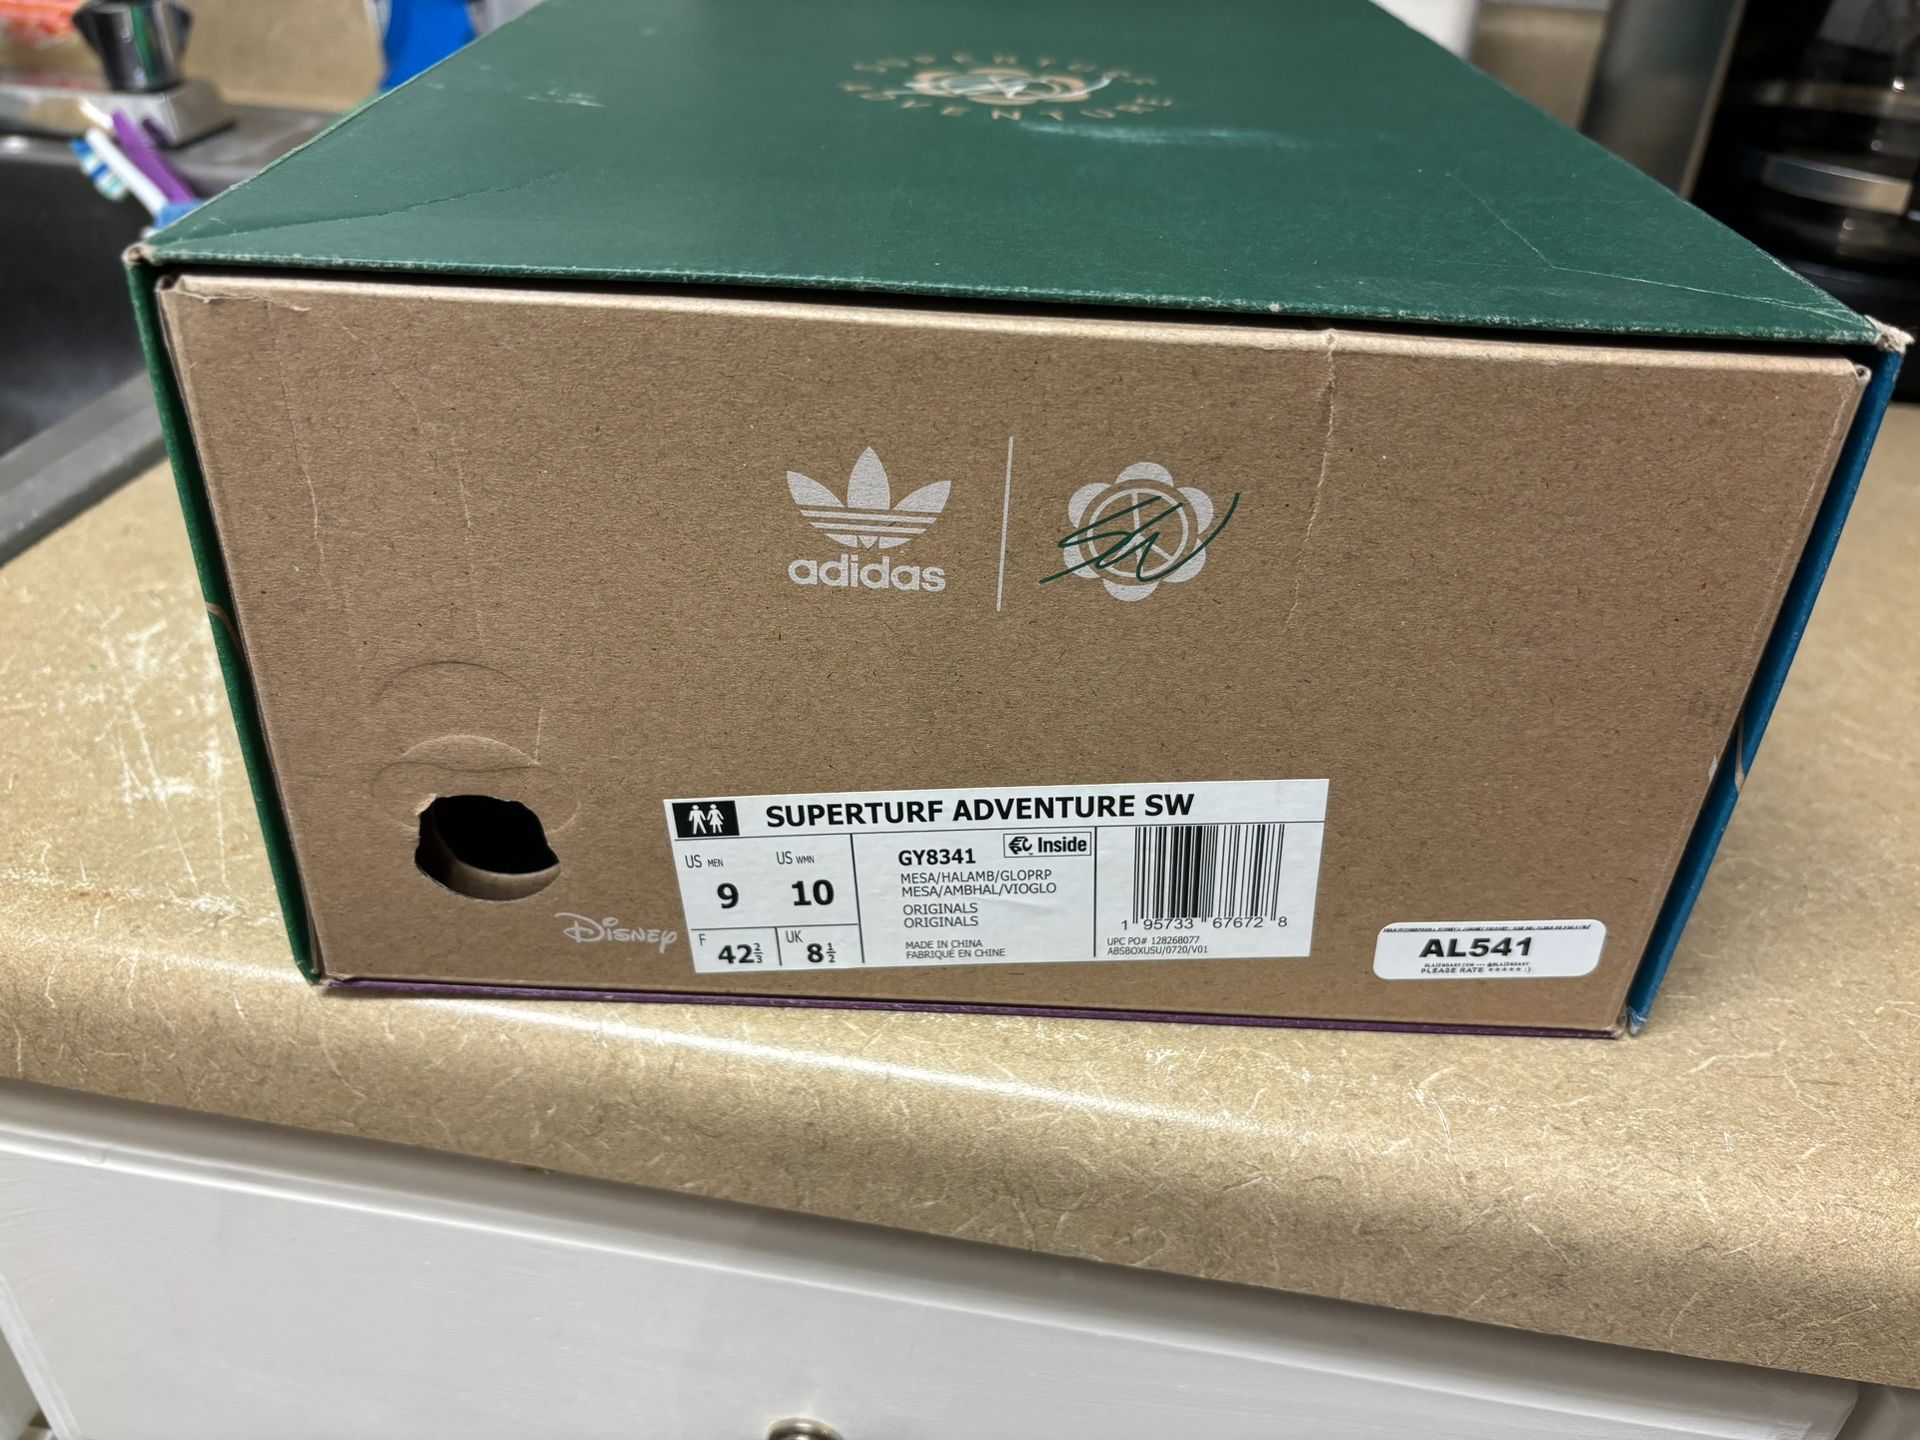 SUPERTURF
ADVENTURE
adidas
SW
SUPERTURF ADVENTURE SW
US MEN
9
US WMN
10
F
42 2/3
UK
8 1/2
GY8341
Inside
MESA/HALAMB/GLOPRP
MESA/AMBHAL/VIOGLO
ORIGINALS
ORIGINALS
MADE IN CHINA
FABRIQUÉ EN CHINE
1 95733 67672 8
UPC PO# 128268077
ABSBOXUSU/0720/V01
Disney
AL541
PLEASE RATE ★★★★★ :)